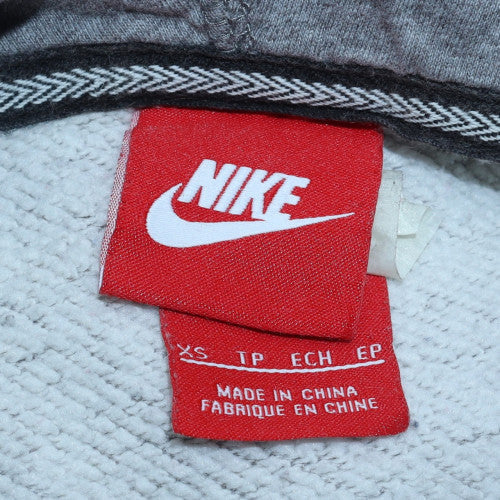 NIKE
XS TP ECH EP
MADE IN CHINA
FABRIQUE EN CHINE